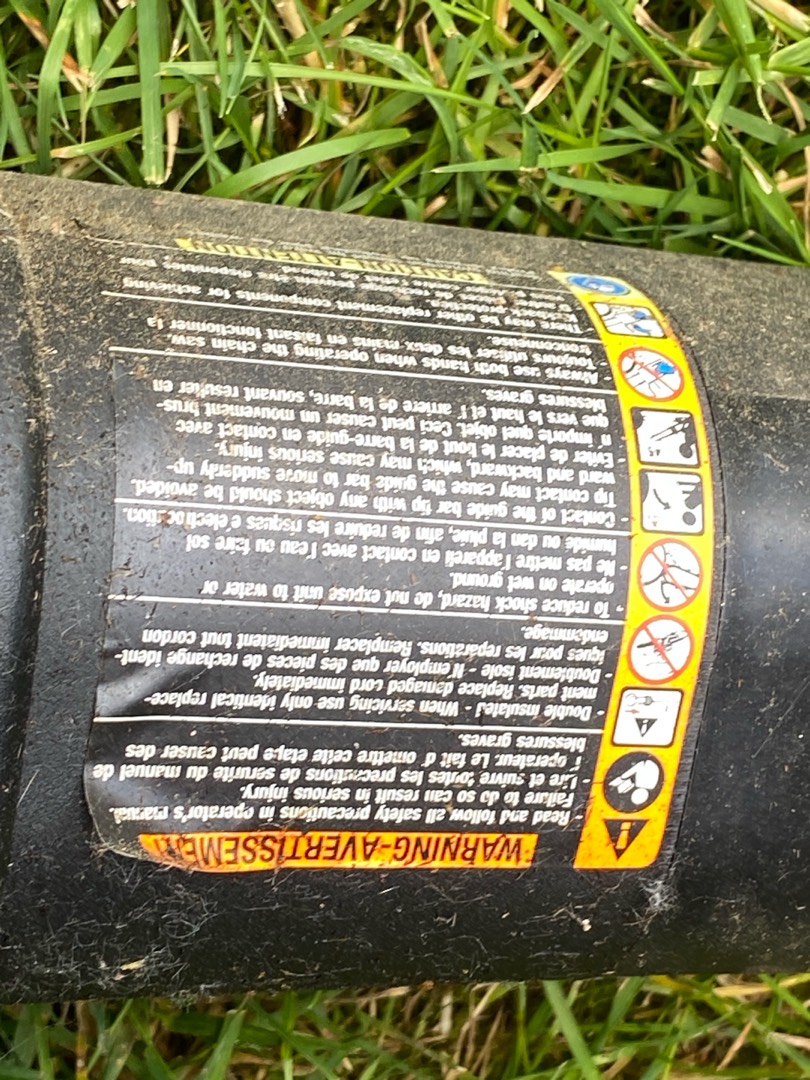 WARNING-AVERTISSEMEN
- Read and follow all safety precautions in operator's manual.
Failure to do so can result in serious injury.
- Lire et suivre toutes les precautions de securite du manuel de
l' operateur. Le fait d' omettre cette etape peut causer des
blessures graves.
- Double insulated - When servicing use only identical replace-
ment parts. Replace damaged cord immediately.
- Doublement isole - N' employer que des pièces de rechange ident-
iques pour les reparations. Remplacer immediatement tout cordon
endommage.
- To reduce shock hazard, do not expose unit to water or
operate on wet ground.
- Ne pas mettre l'appareil en contact avec l'eau ou faire sol
humide ou dan la pluie, afin de reduire les risques e electrocution.
- Contact of the guide bar tip with any object should be avoided.
Tip contact may cause the guide bar to move suddenly up-
ward and backward, which may cause serious injury.
- Eviter de placer le bout de la barre-guide en contact avec
n' importe quel objet. Ceci peut causer un mouvement brus-
que vers le haut et l' arriere de la barre, souvant resulter en
blessures graves.
- Always use both hands when operating the chain saw.
Toujours utiliser les deux mains en faisant fonctionner la
tronconneuse.
There may be other replacement components for achieving
CAUTION-ATTENTION